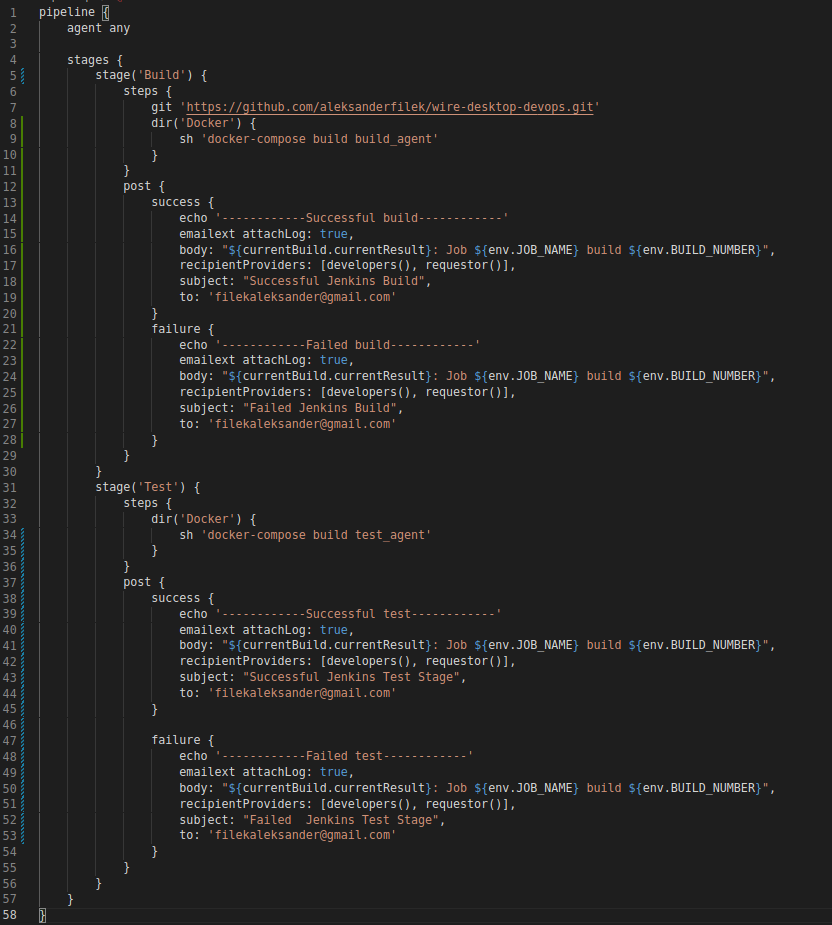 1 pipeline {
2     agent any
3
4     stages {
5         stage('Build') {
6             steps {
7                 git 'https://github.com/aleksanderfilek/wire-desktop-devops.git'
8                 dir('Docker') {
9                     sh 'docker-compose build build_agent'
10                 }
11             }
12             post {
13                 success {
14                     echo '------------Successful build------------'
15                     emailext attachLog: true,
16                     body: "${currentBuild.currentResult}: Job ${env.JOB_NAME} build ${env.BUILD_NUMBER}",
17                     recipientProviders: [developers(), requestor()],
18                     subject: "Successful Jenkins Build",
19                     to: 'filekaleksander@gmail.com'
20                 }
21                 failure {
22                     echo '------------Failed build------------'
23                     emailext attachLog: true,
24                     body: "${currentBuild.currentResult}: Job ${env.JOB_NAME} build ${env.BUILD_NUMBER}",
25                     recipientProviders: [developers(), requestor()],
26                     subject: "Failed Jenkins Build",
27                     to: 'filekaleksander@gmail.com'
28                 }
29             }
30         }
31         stage('Test') {
32             steps {
33                 dir('Docker') {
34                     sh 'docker-compose build test_agent'
35                 }
36             }
37             post {
38                 success {
39                     echo '------------Successful test------------'
40                     emailext attachLog: true,
41                     body: "${currentBuild.currentResult}: Job ${env.JOB_NAME} build ${env.BUILD_NUMBER}",
42                     recipientProviders: [developers(), requestor()],
43                     subject: "Successful Jenkins Test Stage",
44                     to: 'filekaleksander@gmail.com'
45                 }
46
47                 failure {
48                     echo '------------Failed test------------'
49                     emailext attachLog: true,
50                     body: "${currentBuild.currentResult}: Job ${env.JOB_NAME} build ${env.BUILD_NUMBER}",
51                     recipientProviders: [developers(), requestor()],
52                     subject: "Failed  Jenkins Test Stage",
53                     to: 'filekaleksander@gmail.com'
54                 }
55             }
56         }
57     }
58 }